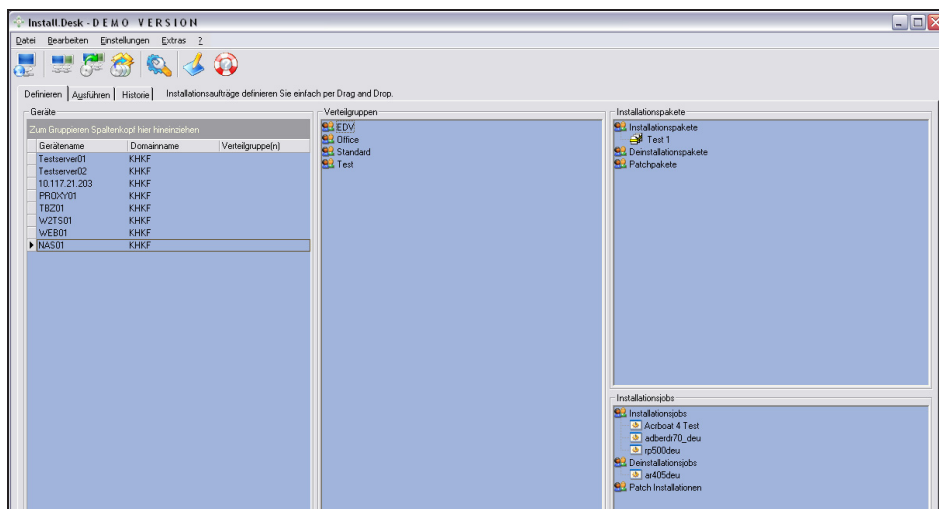 Install.Desk - D E M O   V E R S I O N
Datei Bearbeiten Einstellungen Extras ?
Definieren Ausführen Historie Installationsaufträge definieren Sie einfach per Drag and Drop.
Geräte
Zum Gruppieren Spaltenkopf hier hineinziehen
Gerätename Domainname Verteilgruppe(n)
Testserver01 KHKF
Testserver02 KHKF
10.117.21.203 KHKF
PROXY01 KHKF
TBZ01 KHKF
W2TS01 KHKF
WEB01 KHKF
NAS01 KHKF
Verteilgruppen
EDV
Office
Standard
Test
Installationspakete
Installationspakete
Test 1
Deinstallationspakete
Patchpakete
Installationsjobs
Installationsjobs
Acrboat 4 Test
adberdr70_deu
rp500deu
Deinstallationsjobs
ar405deu
Patch Installationen